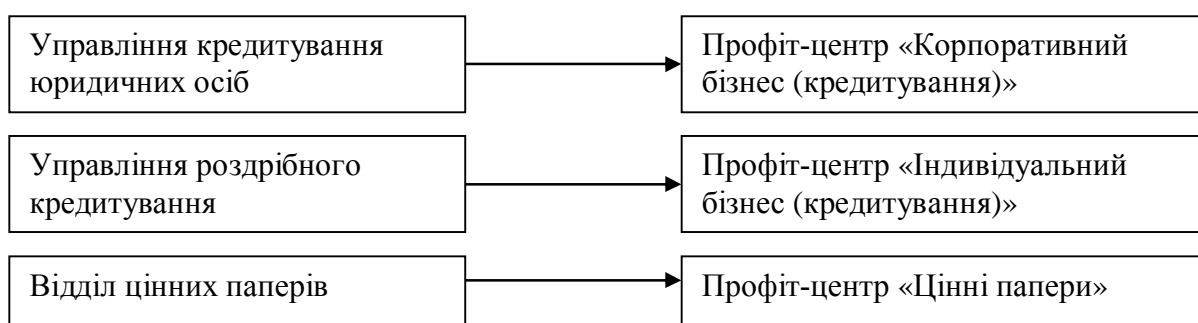 Управління кредитування
юридичних осіб
Профіт-центр «Корпоративний
бізнес (кредитування)»
Управління роздрібного
кредитування
Профіт-центр «Індивідуальний
бізнес (кредитування)»
Відділ цінних паперів
Профіт-центр «Цінні папери»